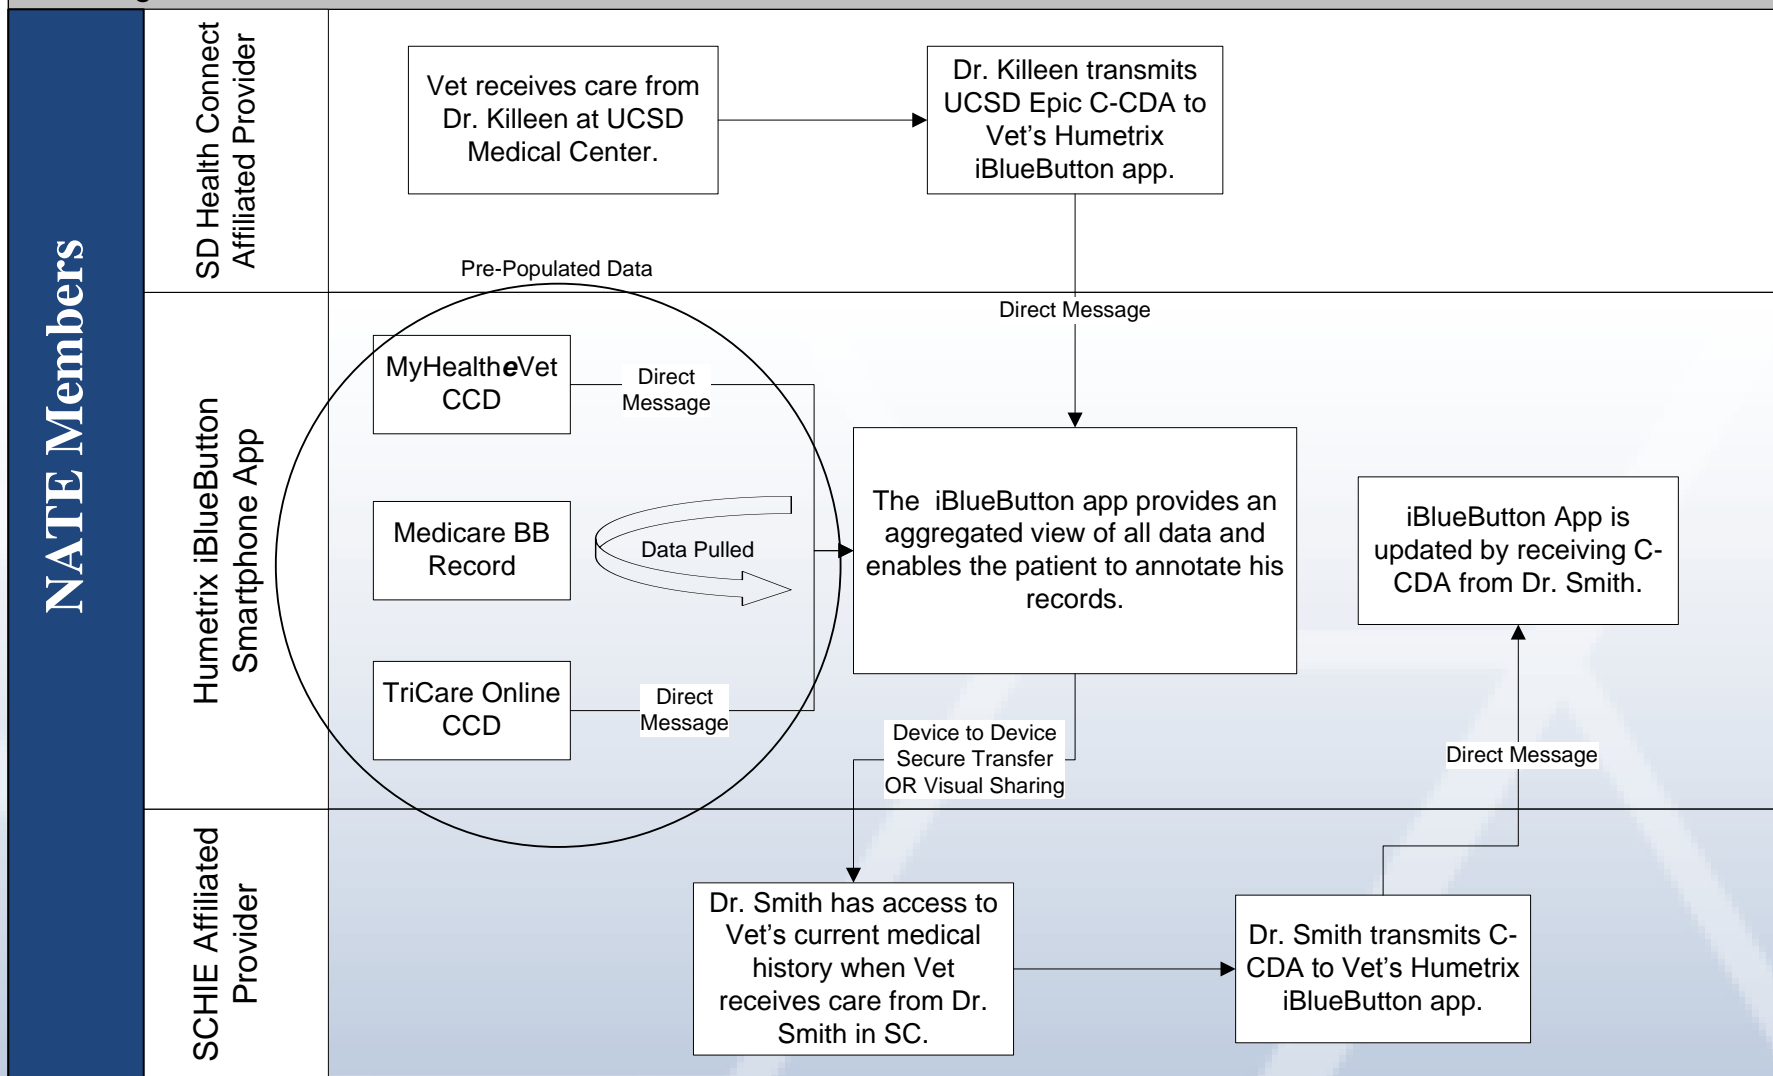 NATE Members
SD Health Connect
Affiliated Provider
Vet receives care from
Dr. Killeen at UCSD
Medical Center.
Dr. Killeen transmits
UCSD Epic C-CDA to
Vet's Humetrix
iBlueButton app.
Direct Message
Humetrix iBlueButton
Smartphone App
Pre-Populated Data
MyHealtheVet
CCD
Direct
Message
Medicare BB
Record
Data Pulled
TriCare Online
CCD
Direct
Message
The iBlueButton app provides an
aggregated view of all data and
enables the patient to annotate his
records.
Device to Device
Secure Transfer
OR Visual Sharing
iBlueButton App is
updated by receiving C-
CDA from Dr. Smith.
Direct Message
SCHIE Affiliated
Provider
Dr. Smith has access to
Vet's current medical
history when Vet
receives care from Dr.
Smith in SC.
Dr. Smith transmits C-
CDA to Vet's Humetrix
iBlueButton app.